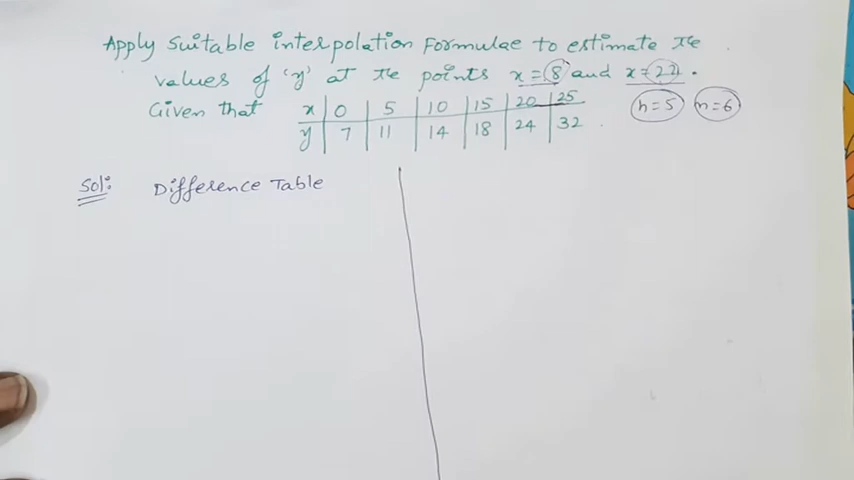 Apply suitable interpolation Formulae to estimate the
values of 'y' at the points x=8 and x=22.
Given that x 0 5 10 15 20 25 h=5 n=6
y 7 11 14 18 24 32
Sol: Difference Table